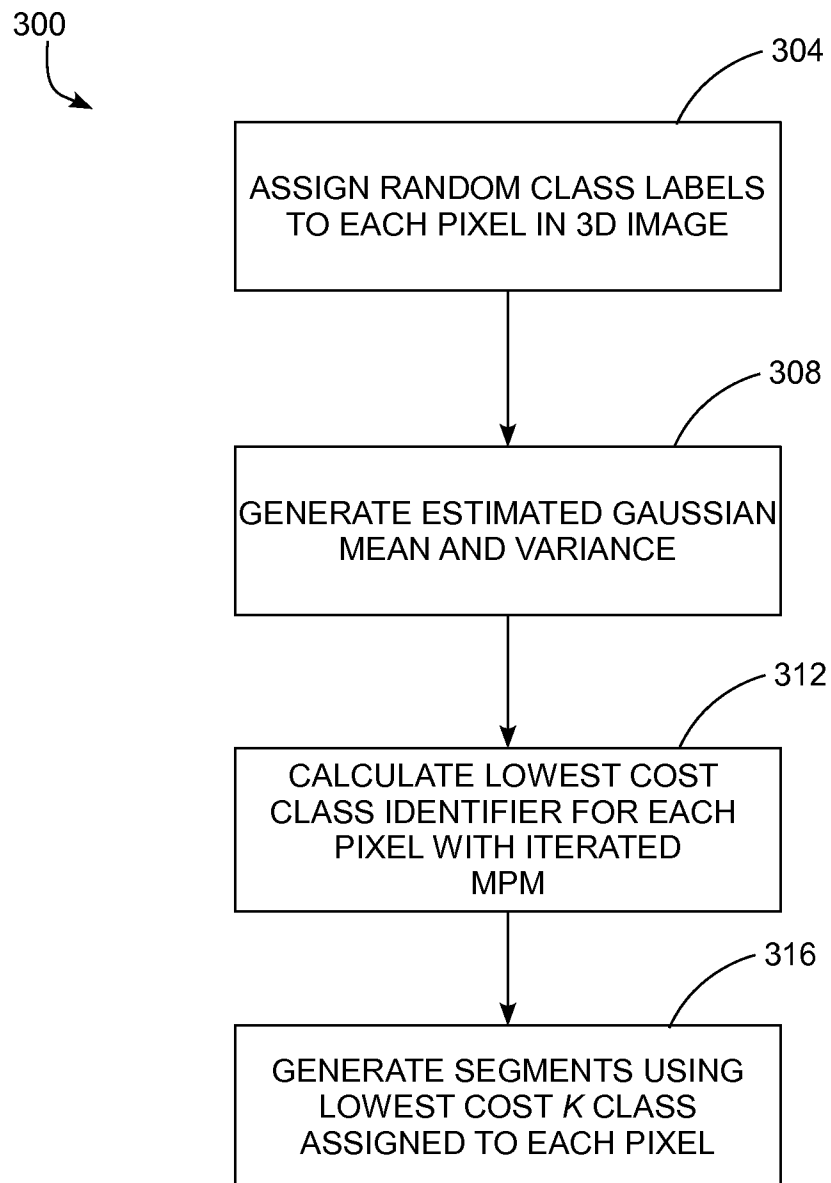 300
304
ASSIGN RANDOM CLASS LABELS
TO EACH PIXEL IN 3D IMAGE
308
GENERATE ESTIMATED GAUSSIAN
MEAN AND VARIANCE
312
CALCULATE LOWEST COST
CLASS IDENTIFIER FOR EACH
PIXEL WITH ITERATED
MPM
316
GENERATE SEGMENTS USING
LOWEST COST K CLASS
ASSIGNED TO EACH PIXEL